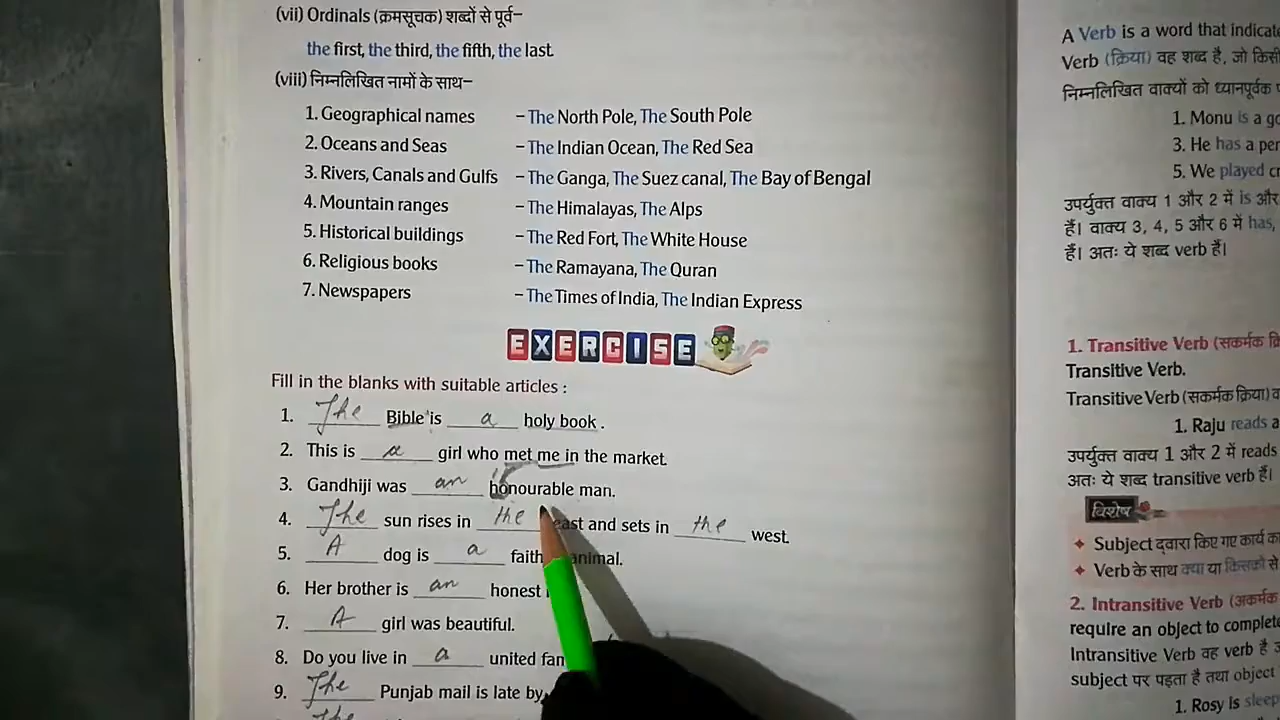 (vii) Ordinals (क्रमसूचक) शब्दों से पूर्व–
the first, the third, the fifth, the last.
(viii) निम्नलिखित नामों के साथ–
1. Geographical names – The North Pole, The South Pole
2. Oceans and Seas – The Indian Ocean, The Red Sea
3. Rivers, Canals and Gulfs – The Ganga, The Suez canal, The Bay of Bengal
4. Mountain ranges – The Himalayas, The Alps
5. Historical buildings – The Red Fort, The White House
6. Religious books – The Ramayana, The Quran
7. Newspapers – The Times of India, The Indian Express
EXERCISE
Fill in the blanks with suitable articles :
1. The Bible is a holy book .
2. This is a girl who met me in the market.
3. Gandhiji was an honourable man.
4. The sun rises in the east and sets in the west.
5. A dog is a faith animal.
6. Her brother is an honest
7. A girl was beautiful.
8. Do you live in a united fam
9. The Punjab mail is late by
A Verb is a word that indicat
Verb (क्रिया) वह शब्द है, जो किसी
निम्नलिखित वाक्यों को ध्यानपूर्वक
1. Monu is a go
3. He has a per
5. We played cr
उपर्युक्त वाक्य 1 और 2 में is और
हैं। वाक्य 3, 4, 5 और 6 में has,
हैं। अतः ये शब्द verb हैं।
1. Transitive Verb (सकर्मक क्रि
Transitive Verb.
Transitive Verb (सकर्मक क्रिया) व
1. Raju reads a
उपर्युक्त वाक्य 1 और 2 में reads
अतः ये शब्द transitive verb हैं।
विशेष
Subject द्वारा किए गए कार्य का
Verb के साथ क्या या किसको से
2. Intransitive Verb (अकर्मक
require an object to complete
Intransitive Verb वह verb है
subject पर पड़ता है तथा object
1. Rosy is sleep